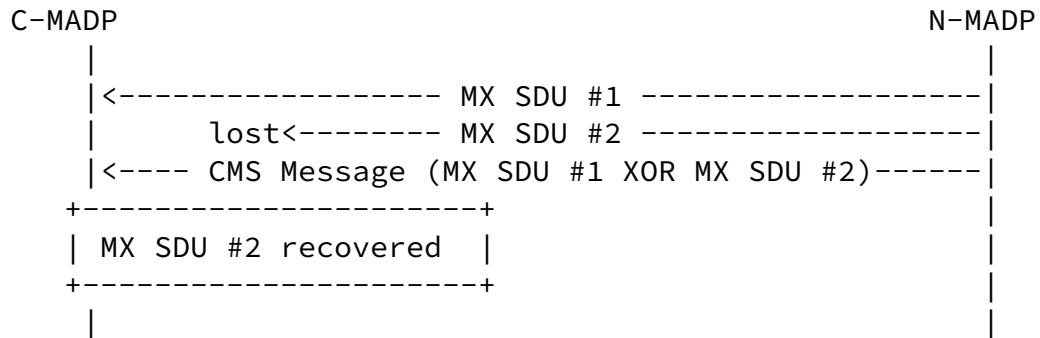 C-MADP N-MADP
|<------------------ MX SDU #1 -------------------|
| lost<-------- MX SDU #2 -------------------|
|<---- CMS Message (MX SDU #1 XOR MX SDU #2)------|
+----------------------+ |
| MX SDU #2 recovered | |
+----------------------+ |